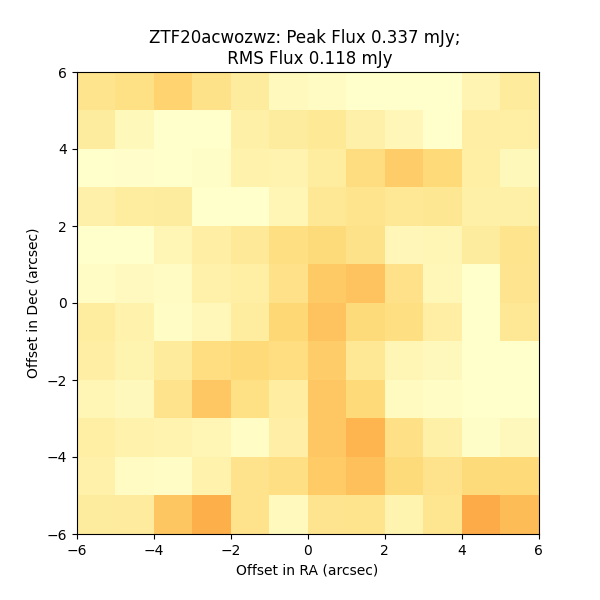 ZTF20acwozwz: Peak Flux 0.337 mJy;
RMS Flux 0.118 mJy
6
4
2
0
−2
−4
−6
Offset in Dec (arcsec)
−6 −4 −2 0 2 4 6
Offset in RA (arcsec)